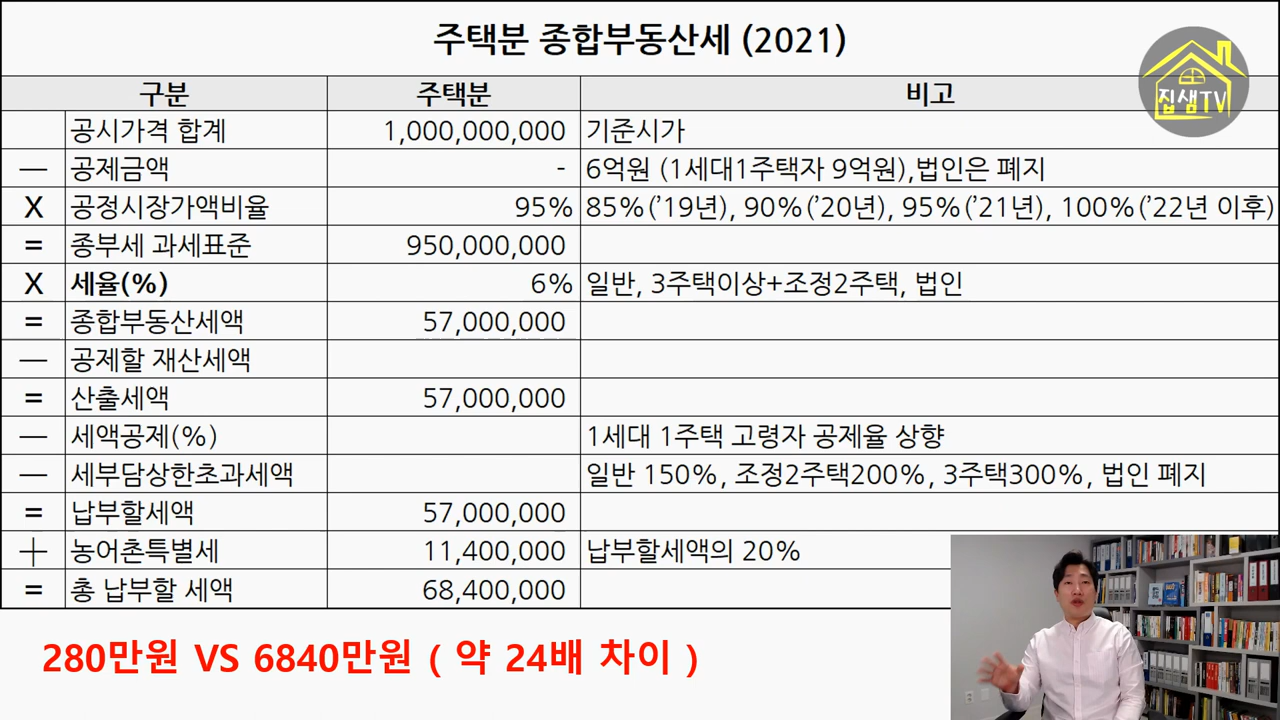 주택분 종합부동산세 (2021)
집샘TV
구분 주택분 비고
공시가격 합계 1,000,000,000 기준시가
— 공제금액 - 6억원 (1세대1주택자 9억원),법인은 폐지
X 공정시장가액비율 95% 85%('19년), 90%('20년), 95%('21년), 100%('22년 이후)
= 종부세 과세표준 950,000,000
X 세율(%) 6% 일반, 3주택이상+조정2주택, 법인
= 종합부동산세액 57,000,000
— 공제할 재산세액
= 산출세액 57,000,000
— 세액공제(%) 1세대 1주택 고령자 공제율 상향
— 세부담상한초과세액 일반 150%, 조정2주택200%, 3주택300%, 법인 폐지
= 납부할세액 57,000,000
+ 농어촌특별세 11,400,000 납부할세액의 20%
= 총 납부할 세액 68,400,000
280만원 VS 6840만원 ( 약 24배 차이 )